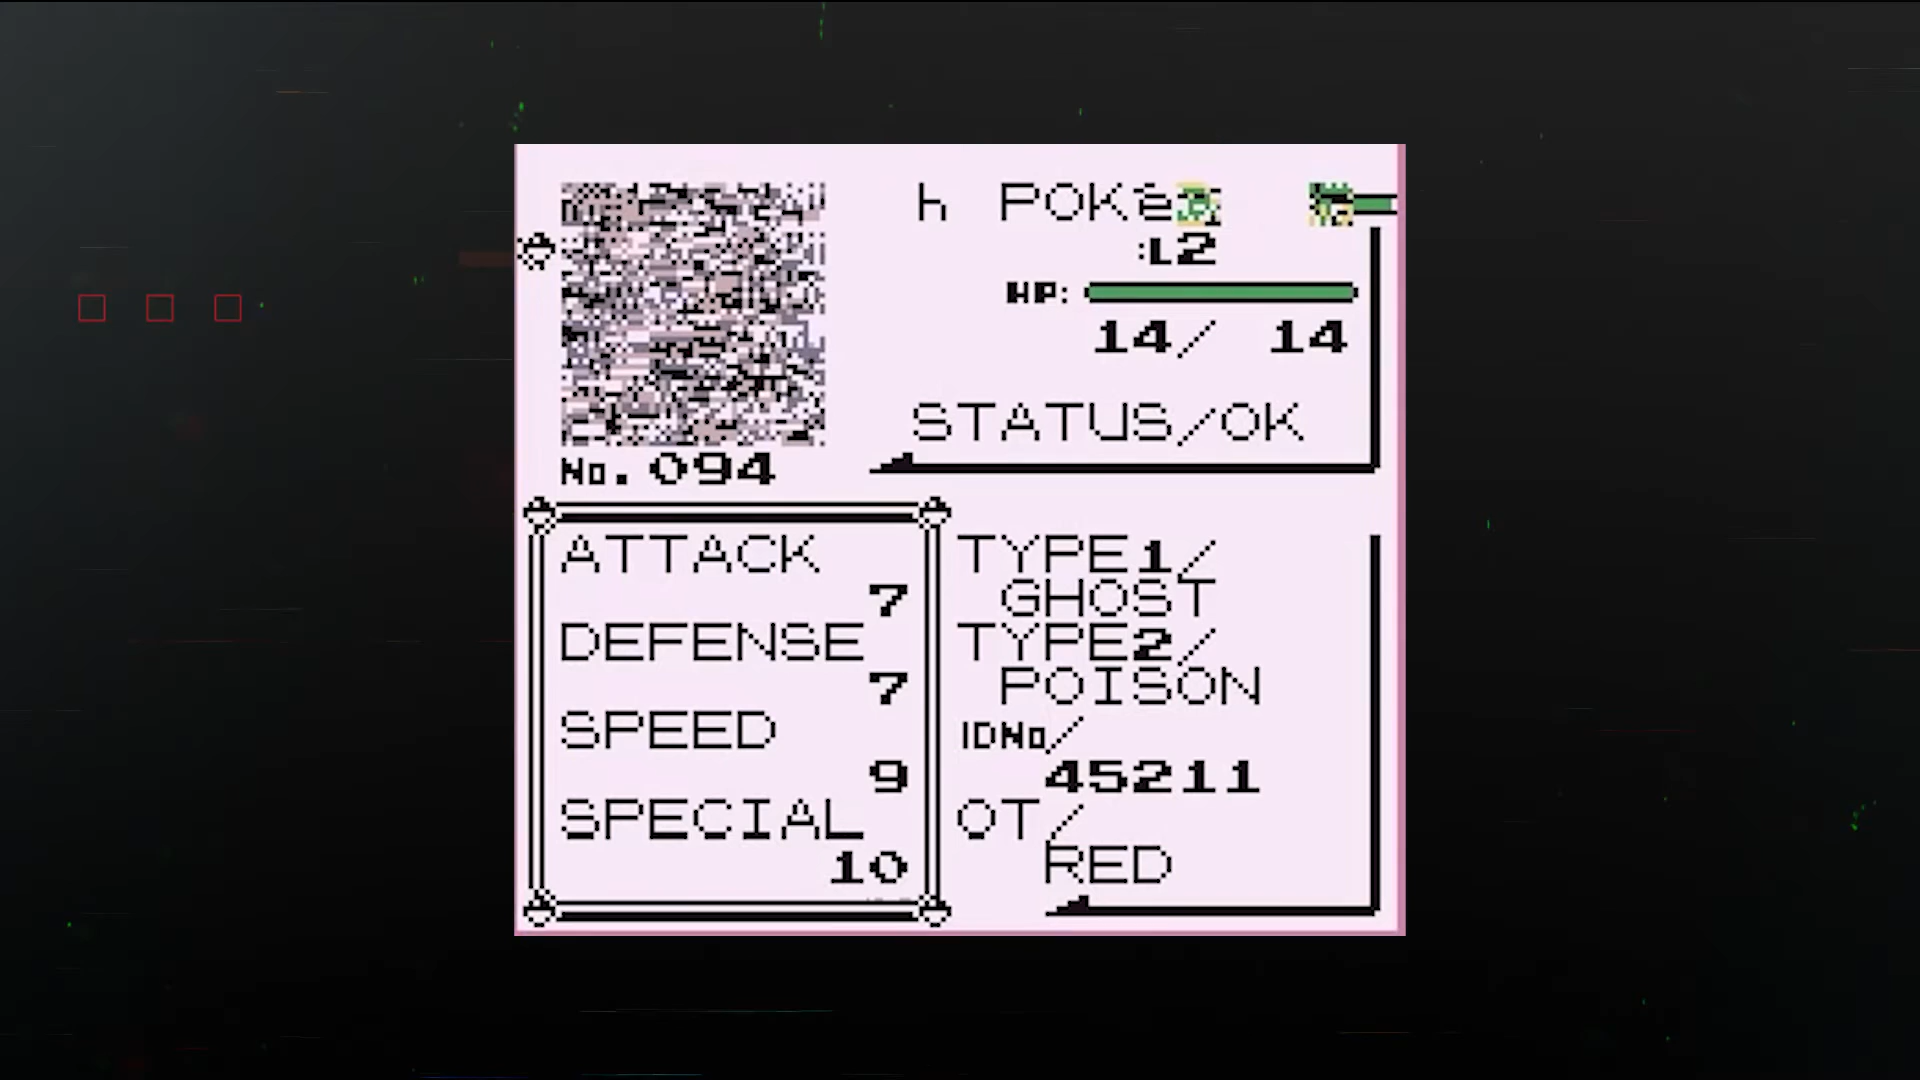 h POKé
:L2
HP:
14/ 14
STATUS/OK
No.094
ATTACK
7
DEFENSE
7
SPEED
9
SPECIAL
10
TYPE1/
GHOST
TYPE2/
POISON
IDNo/
45211
OT/
RED